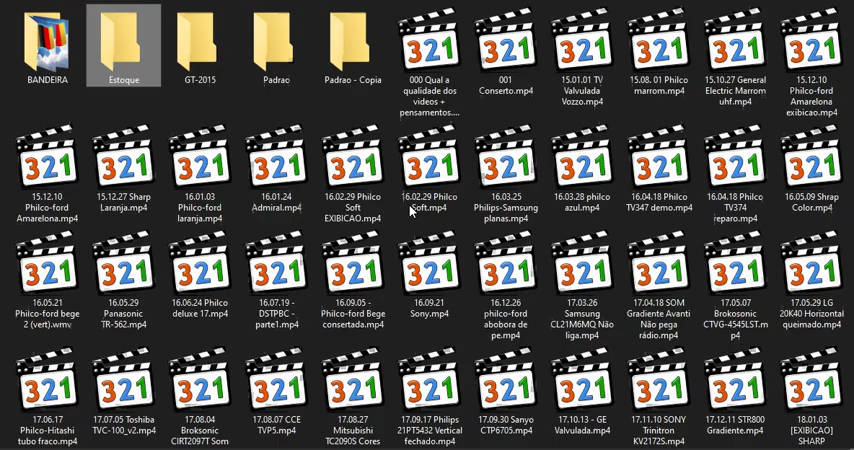 BANDEIRA
Estoque
GT-2015
Padrao
Padrao - Copia
000 Qual a
qualidade dos
videos +
pensamentos....
001
Conserto.mp4
15.01.01 TV
Valvulada
Vozzo.mp4
15.08. 01 Philco
marrom.mp4
15.10.27 General
Electric Marrom
uhf.mp4
15.12.10
Philco-ford
Amarelona
exibicao.mp4
15.12.10
Philco-ford
Amarelona.mp4
15.12.27 Sharp
Laranja.mp4
16.01.03
Philco-ford
laranja.mp4
16.01.24
Admiral.mp4
16.02.29 Philco
Soft
EXIBICAO.mp4
16.02.29 Philco
Soft.mp4
16.03.25
Philips-Samsung
planas.mp4
16.03.28 philco
azul.mp4
16.04.18 Philco
TV347 demo.mp4
16.04.18 Philco
TV374
reparo.mp4
16.05.09 Shrap
Color.mp4
16.05.21
Philco-ford bege
2 (vert).wmv
16.05.29
Panasonic
TR-562.mp4
16.06.24 Philco
deluxe 17.mp4
16.07.19 -
DSTPBC -
parte1.mp4
16.09.05 -
Philco-ford Bege
consertada.mp4
16.09.21
Sony.mp4
16.12.26
philco-ford
abobora de
pe.mp4
17.03.26
Samsung
CL21M6MQ Não
liga.mp4
17.04.18 SOM
Gradiente Avanti
Não pega
rádio.mp4
17.05.07
Brokosonic
CTVG-4545LST.m
p4
17.05.29 LG
20K40 Horizontal
queimado.mp4
17.06.17
Philco-Hitashi
tubo fraco.mp4
17.07.05 Toshiba
TVC-100_v2.mp4
17.08.04
Broksonic
CIRT2097T Som
17.08.07 CCE
TVP5.mp4
17.08.27
Mitsubishi
TC2090S Cores
17.09.17 Philips
21PT5432 Vertical
fechado.mp4
17.09.30 Sanyo
CTP6705.mp4
17.10.13 - GE
Valvulada.mp4
17.11.10 SONY
Trinitron
KV2172S.mp4
17.12.11 STR800
Gradiente.mp4
18.01.03
[EXIBICAO]
SHARP